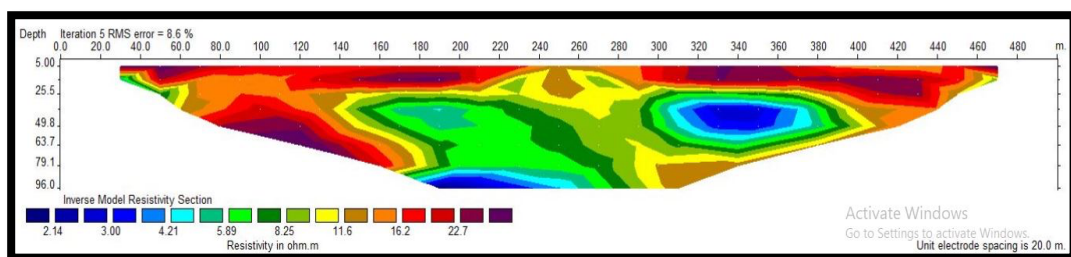 Depth Iteration 5 RMS error = 8.6 %
0.0 20.0 40.0 60.0 80.0 100 120 140 160 180 200 220 240 260 280 300 320 340 360 380 400 420 440 460 480 m.
5.00
25.5
49.8
63.7
79.1
96.0
Inverse Model Resistivity Section
2.14 3.00 4.21 5.89 8.25 11.6 16.2 22.7
Resistivity in ohm.m
Activate Windows
Go to Settings to activate Windows.
Unit electrode spacing is 20.0 m.